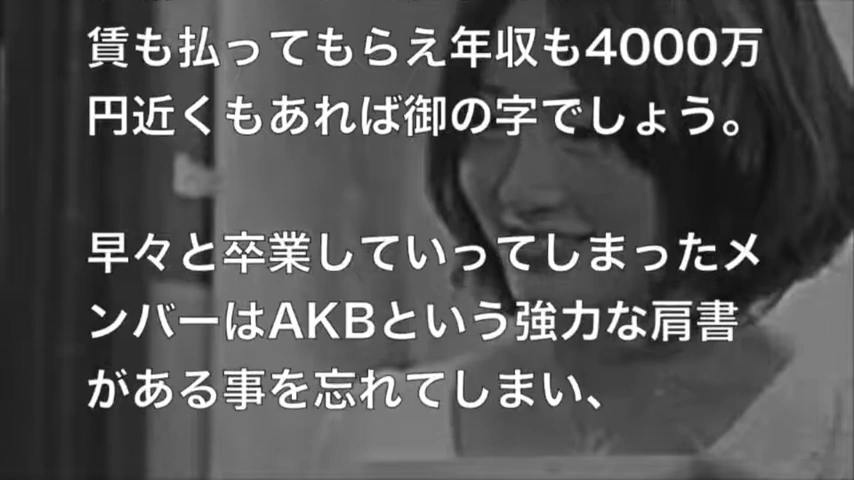 賃も払ってもらえ年収も4000万
円近くもあれば御の字でしょう。
早々と卒業していってしまったメ
ンバーはAKBという強力な肩書
がある事を忘れてしまい、